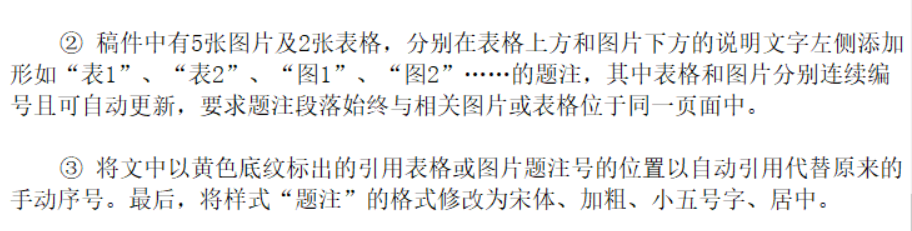 ② 稿件中有5张图片及2张表格，分别在表格上方和图片下方的说明文字左侧添加
形如“表1”、“表2”、“图1”、“图2”……的题注，其中表格和图片分别连续编
号且可自动更新，要求题注段落始终与相关图片或表格位于同一页面中。
③ 将文中以黄色底纹标出的引用表格或图片题注号的位置以自动引用代替原来的
手动序号。最后，将样式“题注”的格式修改为宋体、加粗、小五号字、居中。